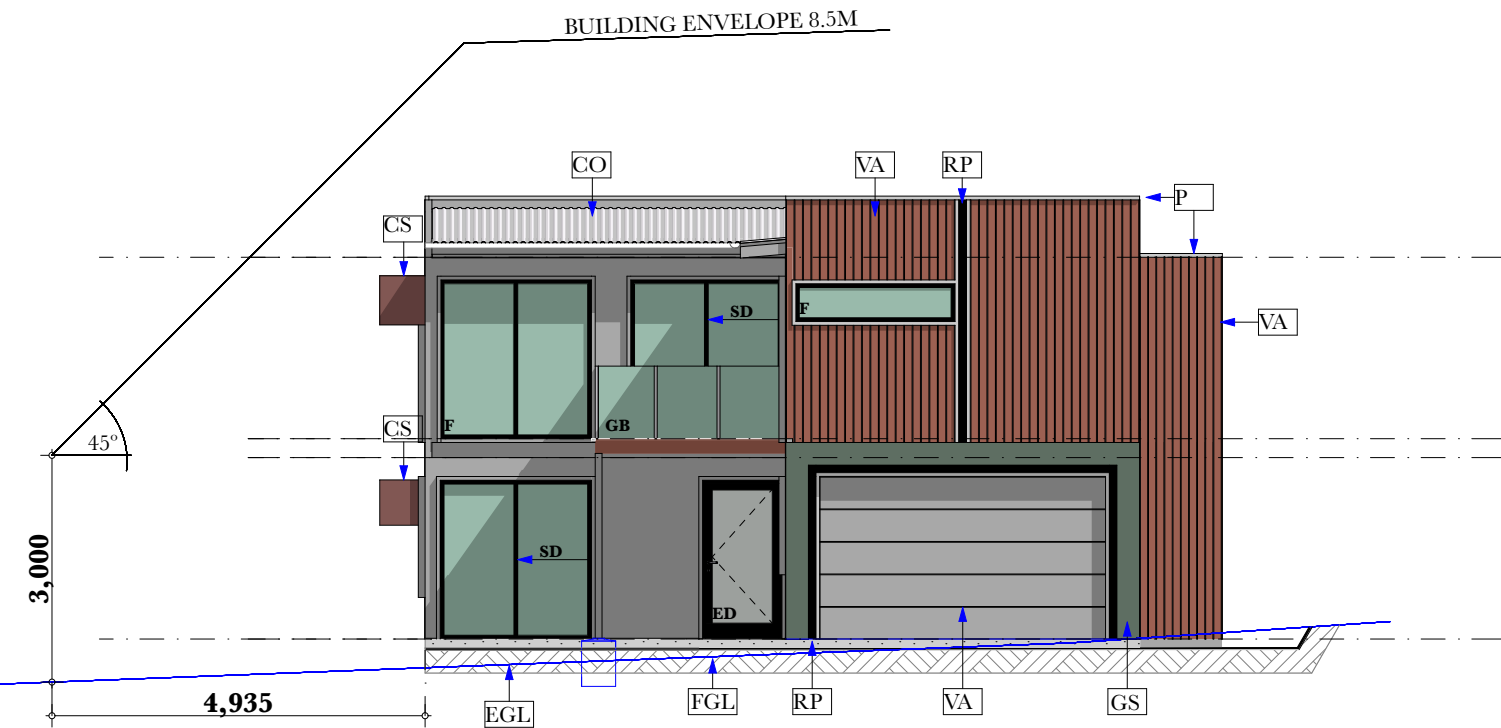 BUILDING ENVELOPE 8.5M
CO
VA
RP
P
CS
VA
SD
F
F
GB
CS
45°
SD
ED
3,000
4,935
EGL
FGL
RP
VA
GS